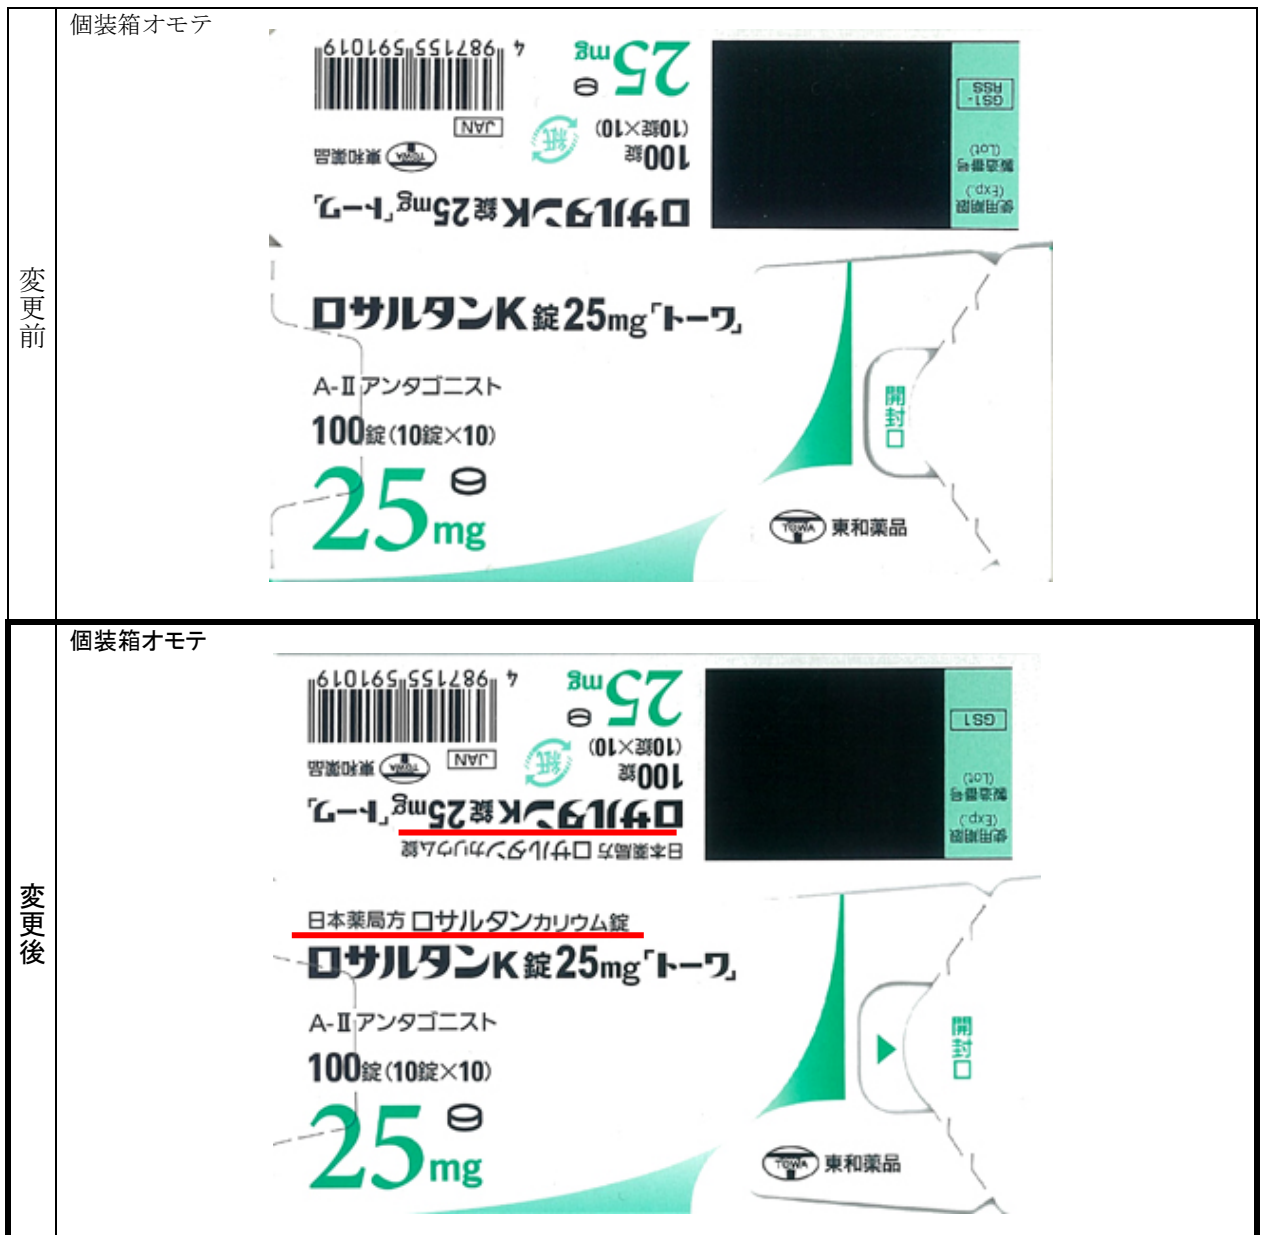 変更前
個装箱オモテ
4 987155 591019
25mg
GS1-RSS
JAN
100錠
(10錠×10)
紙
TOWA 東和薬品
製造番号
(Lot)
使用期限
(Exp.)
ロサルタンK錠25mg「トーワ」
ロサルタンK錠25mg「トーワ」
A-Ⅱアンタゴニスト
100錠(10錠×10)
25mg
開封口
TOWA 東和薬品
変更後
個装箱オモテ
4 987155 591019
25mg
GS1
JAN
100錠
(10錠×10)
紙
TOWA 東和薬品
製造番号
(Lot)
使用期限
(Exp.)
ロサルタンK錠25mg「トーワ」
日本薬局方 ロサルタンカリウム錠
日本薬局方 ロサルタンカリウム錠
ロサルタンK錠25mg「トーワ」
A-Ⅱアンタゴニスト
100錠(10錠×10)
25mg
開封口
TOWA 東和薬品